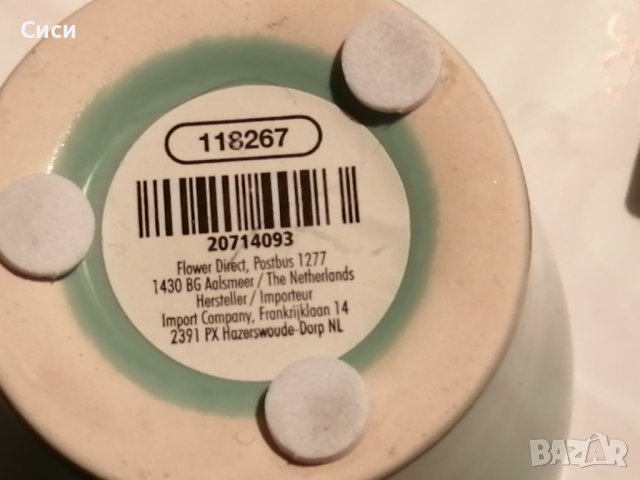 Сиси
118267
20714093
Flower Direct, Postbus 1277
1430 BG Aalsmeer / The Netherlands
Hersteller / Importeur
Import Company, Frankrijklaan 14
2391 PX Hazerswoude-Dorp NL
BAZAR